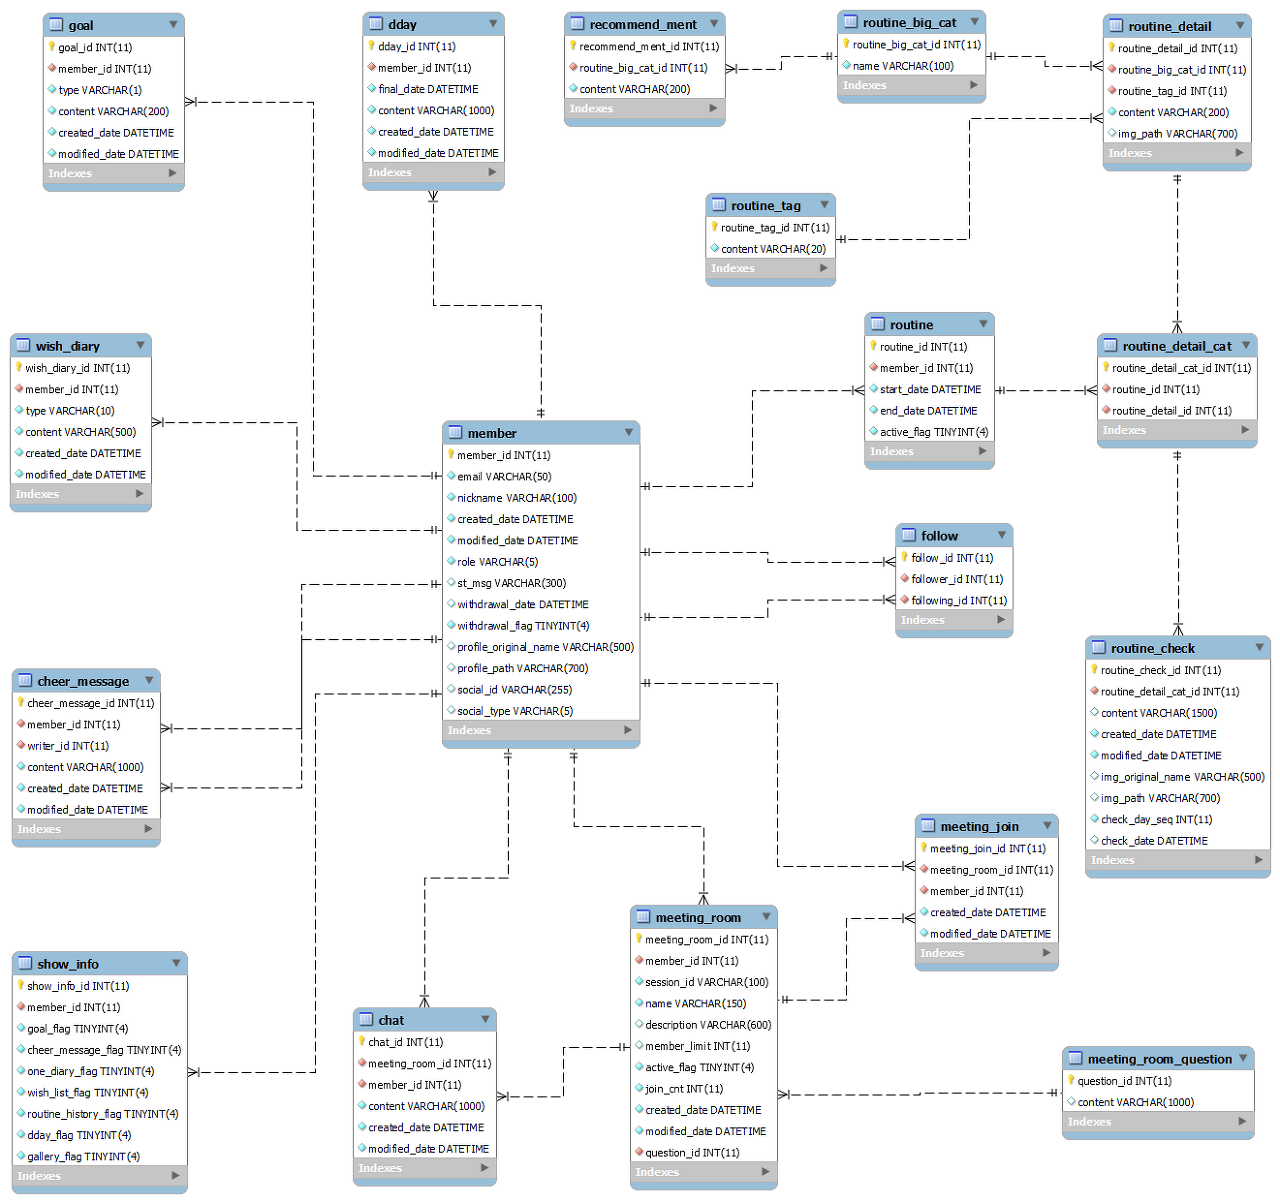 goal
goal_id INT(11)
member_id INT(11)
type VARCHAR(1)
content VARCHAR(200)
created_date DATETIME
modified_date DATETIME
Indexes
dday
dday_id INT(11)
member_id INT(11)
final_date DATETIME
content VARCHAR(1000)
created_date DATETIME
modified_date DATETIME
Indexes
recommend_ment
recommend_ment_id INT(11)
routine_big_cat_id INT(11)
content VARCHAR(200)
Indexes
routine_big_cat
routine_big_cat_id INT(11)
name VARCHAR(100)
Indexes
routine_detail
routine_detail_id INT(11)
routine_big_cat_id INT(11)
routine_tag_id INT(11)
content VARCHAR(200)
img_path VARCHAR(700)
Indexes
routine_tag
routine_tag_id INT(11)
content VARCHAR(20)
Indexes
wish_diary
wish_diary_id INT(11)
member_id INT(11)
type VARCHAR(10)
content VARCHAR(500)
created_date DATETIME
modified_date DATETIME
Indexes
member
member_id INT(11)
email VARCHAR(50)
nickname VARCHAR(100)
created_date DATETIME
modified_date DATETIME
role VARCHAR(5)
st_msg VARCHAR(300)
withdrawal_date DATETIME
withdrawal_flag TINYINT(4)
profile_original_name VARCHAR(500)
profile_path VARCHAR(700)
social_id VARCHAR(255)
social_type VARCHAR(5)
Indexes
routine
routine_id INT(11)
member_id INT(11)
start_date DATETIME
end_date DATETIME
active_flag TINYINT(4)
Indexes
routine_detail_cat
routine_detail_cat_id INT(11)
routine_id INT(11)
routine_detail_id INT(11)
Indexes
follow
follow_id INT(11)
follower_id INT(11)
following_id INT(11)
Indexes
cheer_message
cheer_message_id INT(11)
member_id INT(11)
writer_id INT(11)
content VARCHAR(1000)
created_date DATETIME
modified_date DATETIME
Indexes
routine_check
routine_check_id INT(11)
routine_detail_cat_id INT(11)
content VARCHAR(1500)
created_date DATETIME
modified_date DATETIME
img_original_name VARCHAR(500)
img_path VARCHAR(700)
check_day_seq INT(11)
check_date DATETIME
Indexes
meeting_join
meeting_join_id INT(11)
meeting_room_id INT(11)
member_id INT(11)
created_date DATETIME
modified_date DATETIME
Indexes
show_info
show_info_id INT(11)
member_id INT(11)
goal_flag TINYINT(4)
cheer_message_flag TINYINT(4)
one_diary_flag TINYINT(4)
wish_list_flag TINYINT(4)
routine_history_flag TINYINT(4)
dday_flag TINYINT(4)
gallery_flag TINYINT(4)
Indexes
chat
chat_id INT(11)
meeting_room_id INT(11)
member_id INT(11)
content VARCHAR(1000)
created_date DATETIME
modified_date DATETIME
Indexes
meeting_room
meeting_room_id INT(11)
member_id INT(11)
session_id VARCHAR(100)
name VARCHAR(150)
description VARCHAR(600)
member_limit INT(11)
active_flag TINYINT(4)
join_cnt INT(11)
created_date DATETIME
modified_date DATETIME
question_id INT(11)
Indexes
meeting_room_question
question_id INT(11)
content VARCHAR(1000)
Indexes